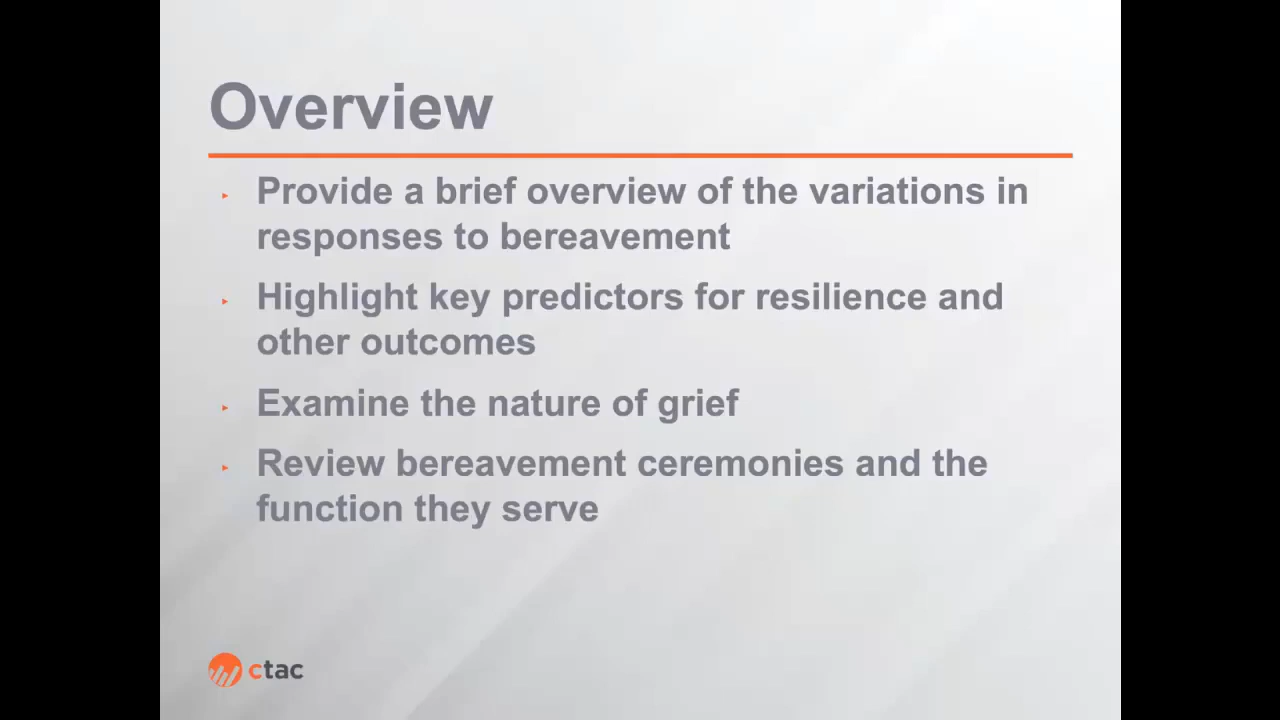 Overview
Provide a brief overview of the variations in
responses to bereavement
Highlight key predictors for resilience and
other outcomes
Examine the nature of grief
Review bereavement ceremonies and the
function they serve
ctac